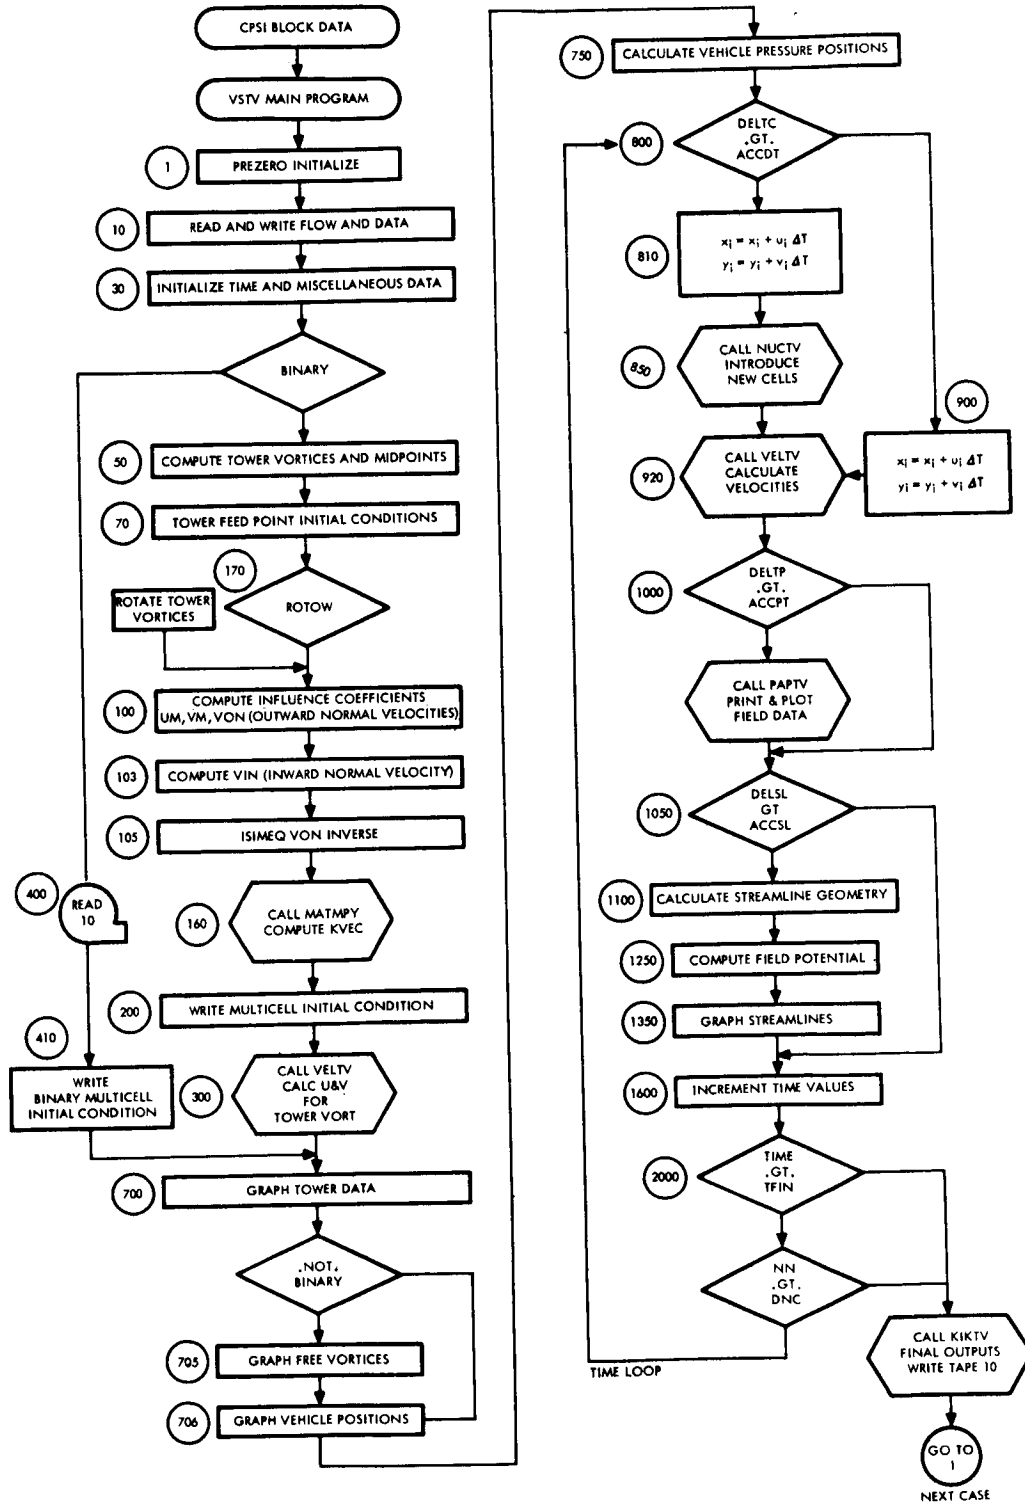 CPSI BLOCK DATA
VSTV MAIN PROGRAM
1
PREZERO INITIALIZE
10
READ AND WRITE FLOW AND DATA
30
INITIALIZE TIME AND MISCELLANEOUS DATA
BINARY
50
COMPUTE TOWER VORTICES AND MIDPOINTS
70
TOWER FEED POINT INITIAL CONDITIONS
170
ROTATE TOWER
VORTICES
ROTOW
100
COMPUTE INFLUENCE COEFFICIENTS
UM, VM, VON (OUTWARD NORMAL VELOCITIES)
103
COMPUTE VIN (INWARD NORMAL VELOCITY)
105
ISIMEQ VON INVERSE
400
READ
10
160
CALL MATMPY
COMPUTE KVEC
200
WRITE MULTICELL INITIAL CONDITION
410
WRITE
BINARY MULTICELL
INITIAL CONDITION
300
CALL VELTV
CALC U&V
FOR
TOWER VORT
700
GRAPH TOWER DATA
.NOT.
BINARY
705
GRAPH FREE VORTICES
706
GRAPH VEHICLE POSITIONS
750
CALCULATE VEHICLE PRESSURE POSITIONS
800
DELTC
.GT.
ACCDT
810
xi = xi + ui ΔT
yi = yi + vi ΔT
850
CALL NUCTV
INTRODUCE
NEW CELLS
900
xi = xi + ui ΔT
yi = yi + vi ΔT
920
CALL VELTV
CALCULATE
VELOCITIES
1000
DELTP
.GT.
ACCPT
CALL PAPTV
PRINT & PLOT
FIELD DATA
1050
DELSL
GT
ACCSL
1100
CALCULATE STREAMLINE GEOMETRY
1250
COMPUTE FIELD POTENTIAL
1350
GRAPH STREAMLINES
1600
INCREMENT TIME VALUES
2000
TIME
.GT.
TFIN
NN
.GT.
DNC
TIME LOOP
CALL KIKTV
FINAL OUTPUTS
WRITE TAPE 10
GO TO
1
NEXT CASE